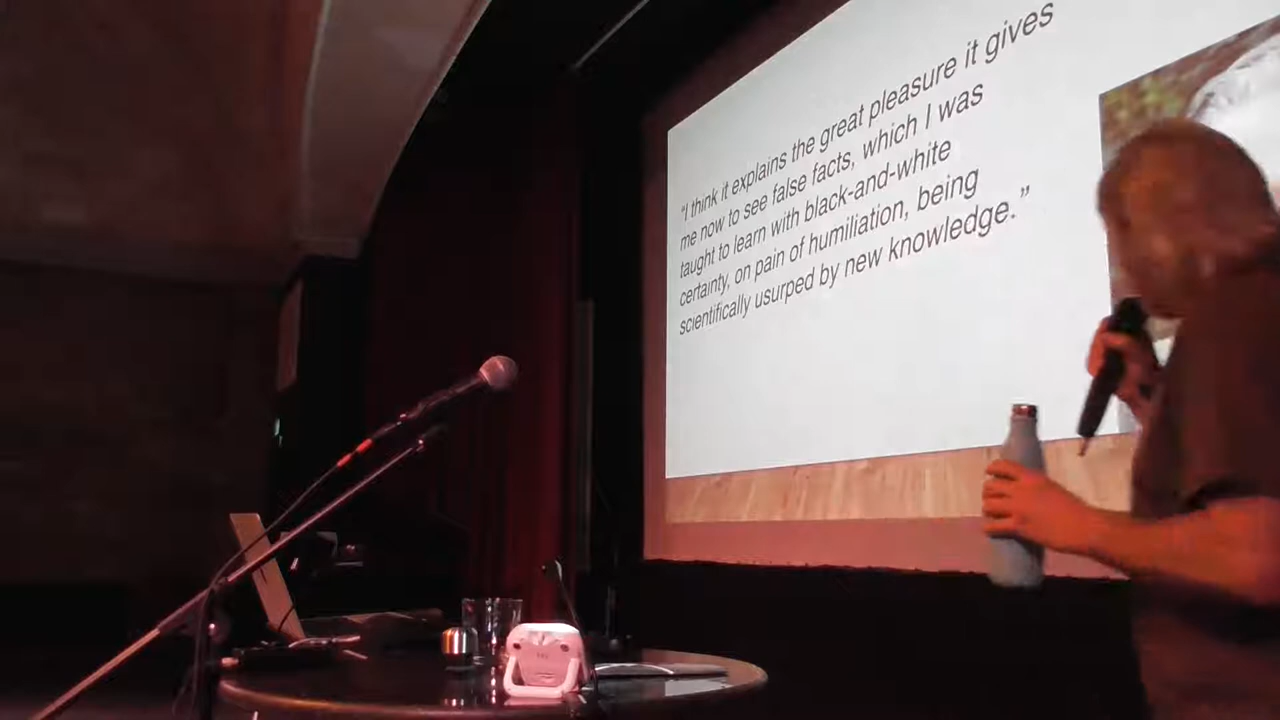 “I think it explains the great pleasure it gives
me now to see false facts, which I was
taught to learn with black-and-white
certainty, on pain of humiliation, being
scientifically usurped by new knowledge.”